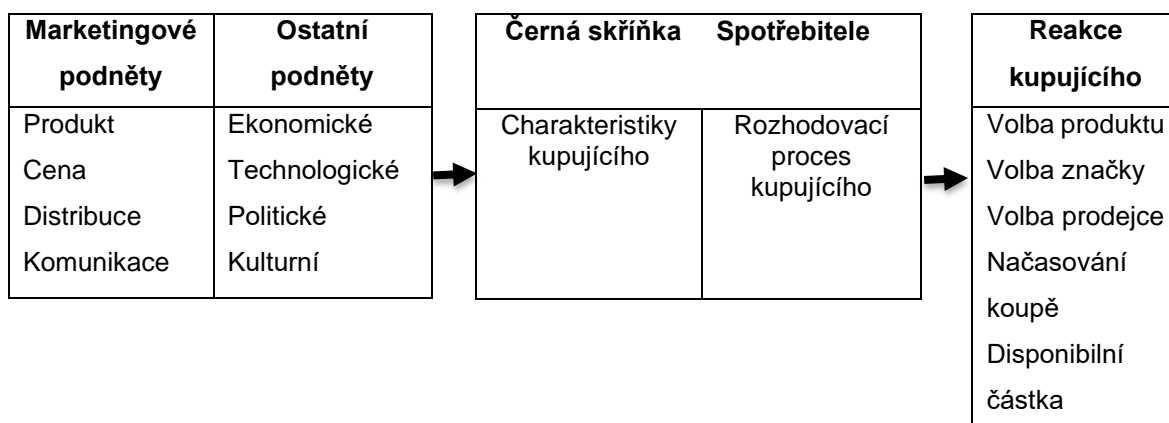 Marketingové
podněty
Produkt
Cena
Distribuce
Komunikace
Ostatní
podněty
Ekonomické
Technologické
Politické
Kulturní
Černá skříňka Spotřebitele
Charakteristiky
kupujícího
Rozhodovací
proces
kupujícího
Reakce
kupujícího
Volba produktu
Volba značky
Volba prodejce
Načasování
koupě
Disponibilní
částka